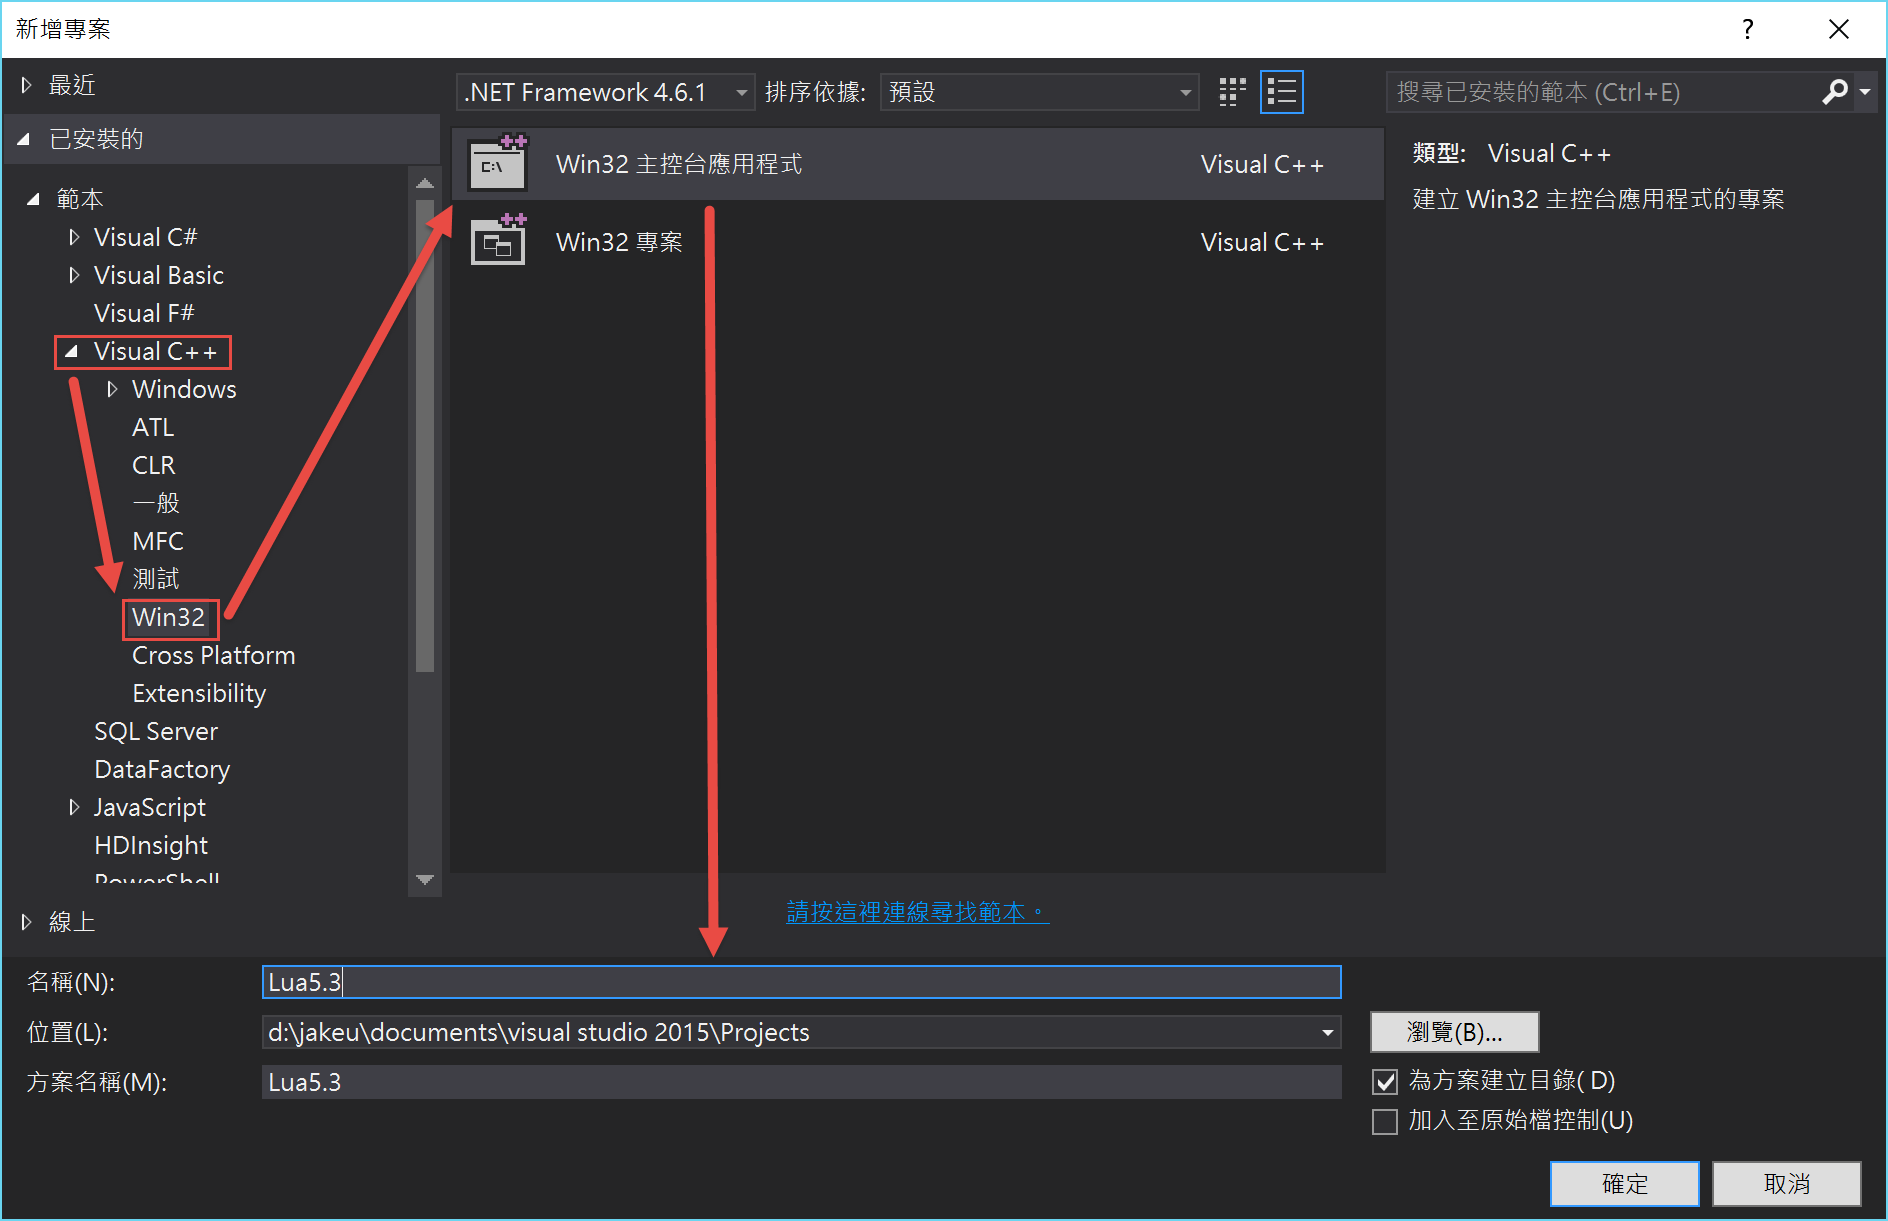 新增專案
?
最近
已安裝的
範本
Visual C#
Visual Basic
Visual F#
Visual C++
Windows
ATL
CLR
一般
MFC
測試
Win32
Cross Platform
Extensibility
SQL Server
DataFactory
JavaScript
HDInsight
PowerShell
線上
.NET Framework 4.6.1
排序依據:
預設
搜尋已安裝的範本 (Ctrl+E)
C:\
Win32 主控台應用程式
Visual C++
Win32 專案
Visual C++
類型: Visual C++
建立 Win32 主控台應用程式的專案
請按這裡連線尋找範本。
名稱(N):
Lua5.3
位置(L):
d:\jakeu\documents\visual studio 2015\Projects
瀏覽(B)...
方案名稱(M):
Lua5.3
為方案建立目錄( D)
加入至原始檔控制(U)
確定
取消